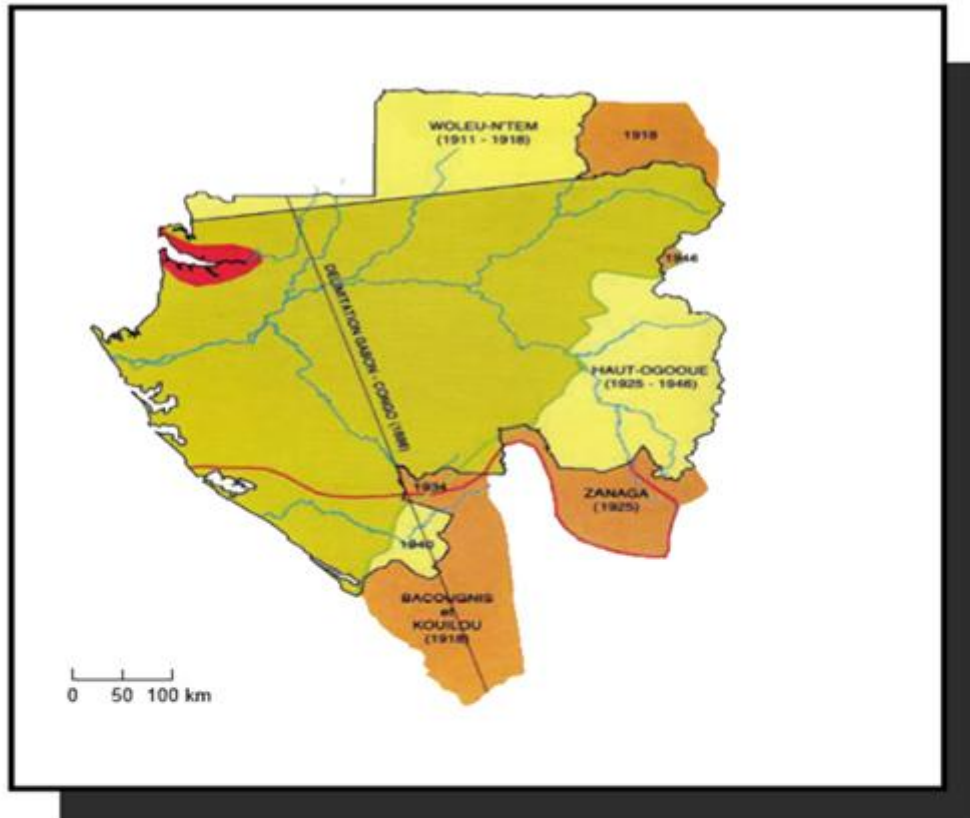 WOLEU-N'TEM
(1911 - 1918)
1918
1946
DELIMITATION GABON - CONGO (1886)
HAUT-OGOOUE
(1925 - 1946)
1934
ZANAGA
(1925)
1940
BACOUGNIS
et
KOUILOU
(1918)
0 50 100 km